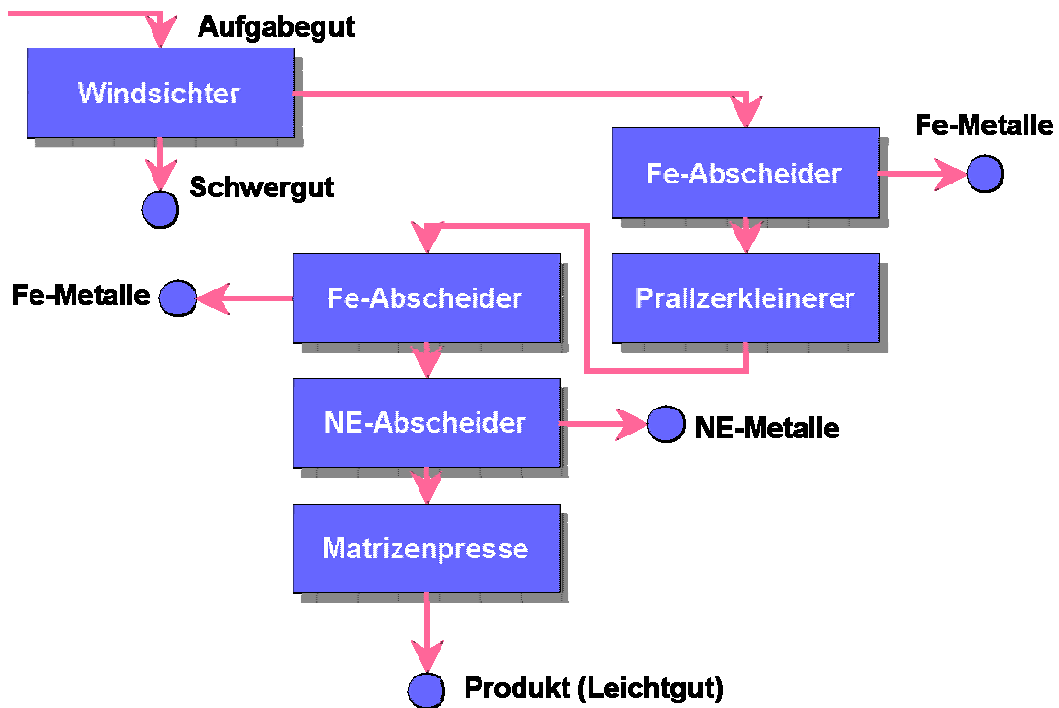 Aufgabegut
Windsichter
Fe-Metalle
Fe-Abscheider
Schwergut
Fe-Metalle
Fe-Abscheider
Prallzerkleinerer
NE-Abscheider
NE-Metalle
Matrizenpresse
Produkt (Leichtgut)